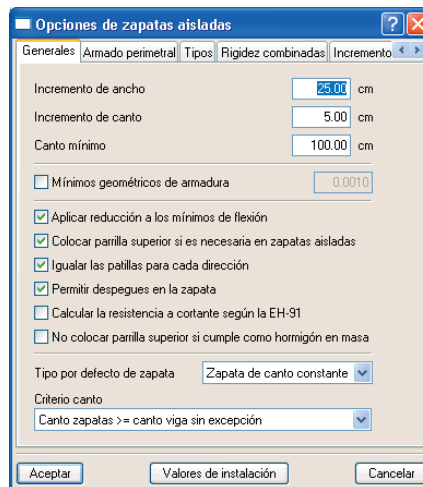 Opciones de zapatas aisladas
Generales Armado perimetral Tipos Rigidez combinadas Incremento
Incremento de ancho 25.00 cm
Incremento de canto 5.00 cm
Canto mínimo 100.00 cm
Mínimos geométricos de armadura 0.0010
Aplicar reducción a los mínimos de flexión
Colocar parrilla superior si es necesaria en zapatas aisladas
Igualar las patillas para cada dirección
Permitir despegues en la zapata
Calcular la resistencia a cortante según la EH-91
No colocar parrilla superior si cumple como hormigón en masa
Tipo por defecto de zapata Zapata de canto constante
Criterio canto
Canto zapatas >= canto viga sin excepción
Aceptar Valores de instalación Cancelar